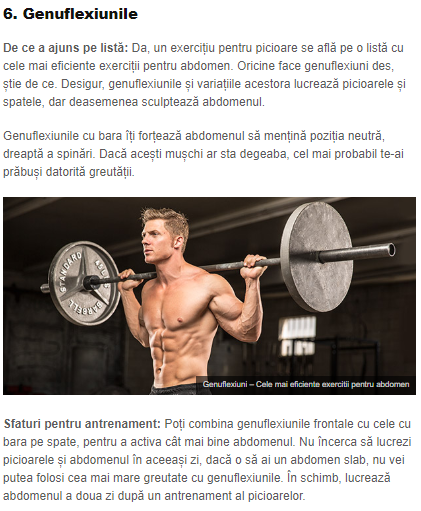 6. Genuflexiunile
De ce a ajuns pe listă: Da, un exercițiu pentru picioare se află pe o listă cu
cele mai eficiente exerciții pentru abdomen. Oricine face genuflexiuni des,
știe de ce. Desigur, genuflexiunile și variațiile acestora lucrează picioarele și
spatele, dar deasemenea sculptează abdomenul.
Genuflexiunile cu bara îți forțează abdomenul să mențină poziția neutră,
dreaptă a spinări. Dacă acești mușchi ar sta degeaba, cel mai probabil te-ai
prăbuși datorită greutății.
STANDARD
BARBELL
Genuflexiuni – Cele mai eficiente exercitii pentru abdomen
Sfaturi pentru antrenament: Poți combina genuflexiunile frontale cu cele cu
bara pe spate, pentru a activa cât mai bine abdomenul. Nu încerca să lucrezi
picioarele și abdomenul în aceeași zi, dacă o să ai un abdomen slab, nu vei
putea folosi cea mai mare greutate cu genuflexiunile. În schimb, lucrează
abdomenul a doua zi după un antrenament al picioarelor.